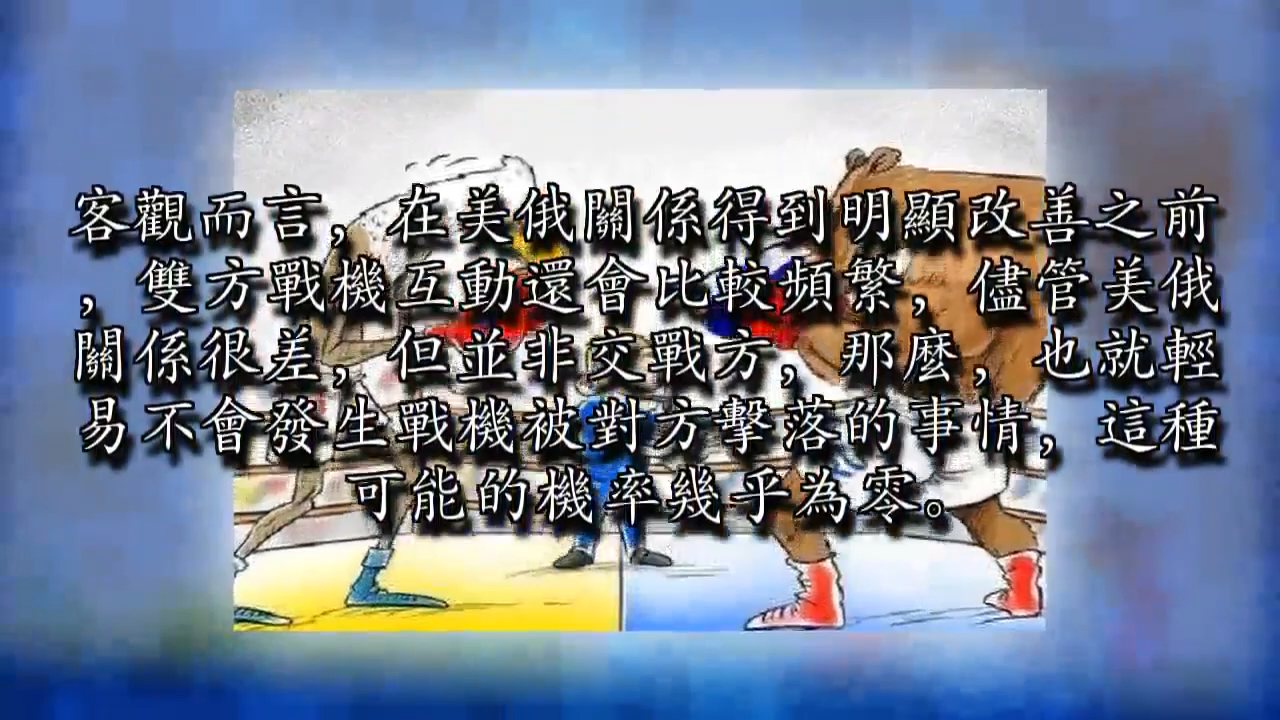 客觀而言，在美俄關係得到明顯改善之前
，雙方戰機互動還會比較頻繁，儘管美俄
關係很差，但並非交戰方，那麼，也就輕
易不會發生戰機被對方擊落的事情，這種
可能的機率幾乎為零。